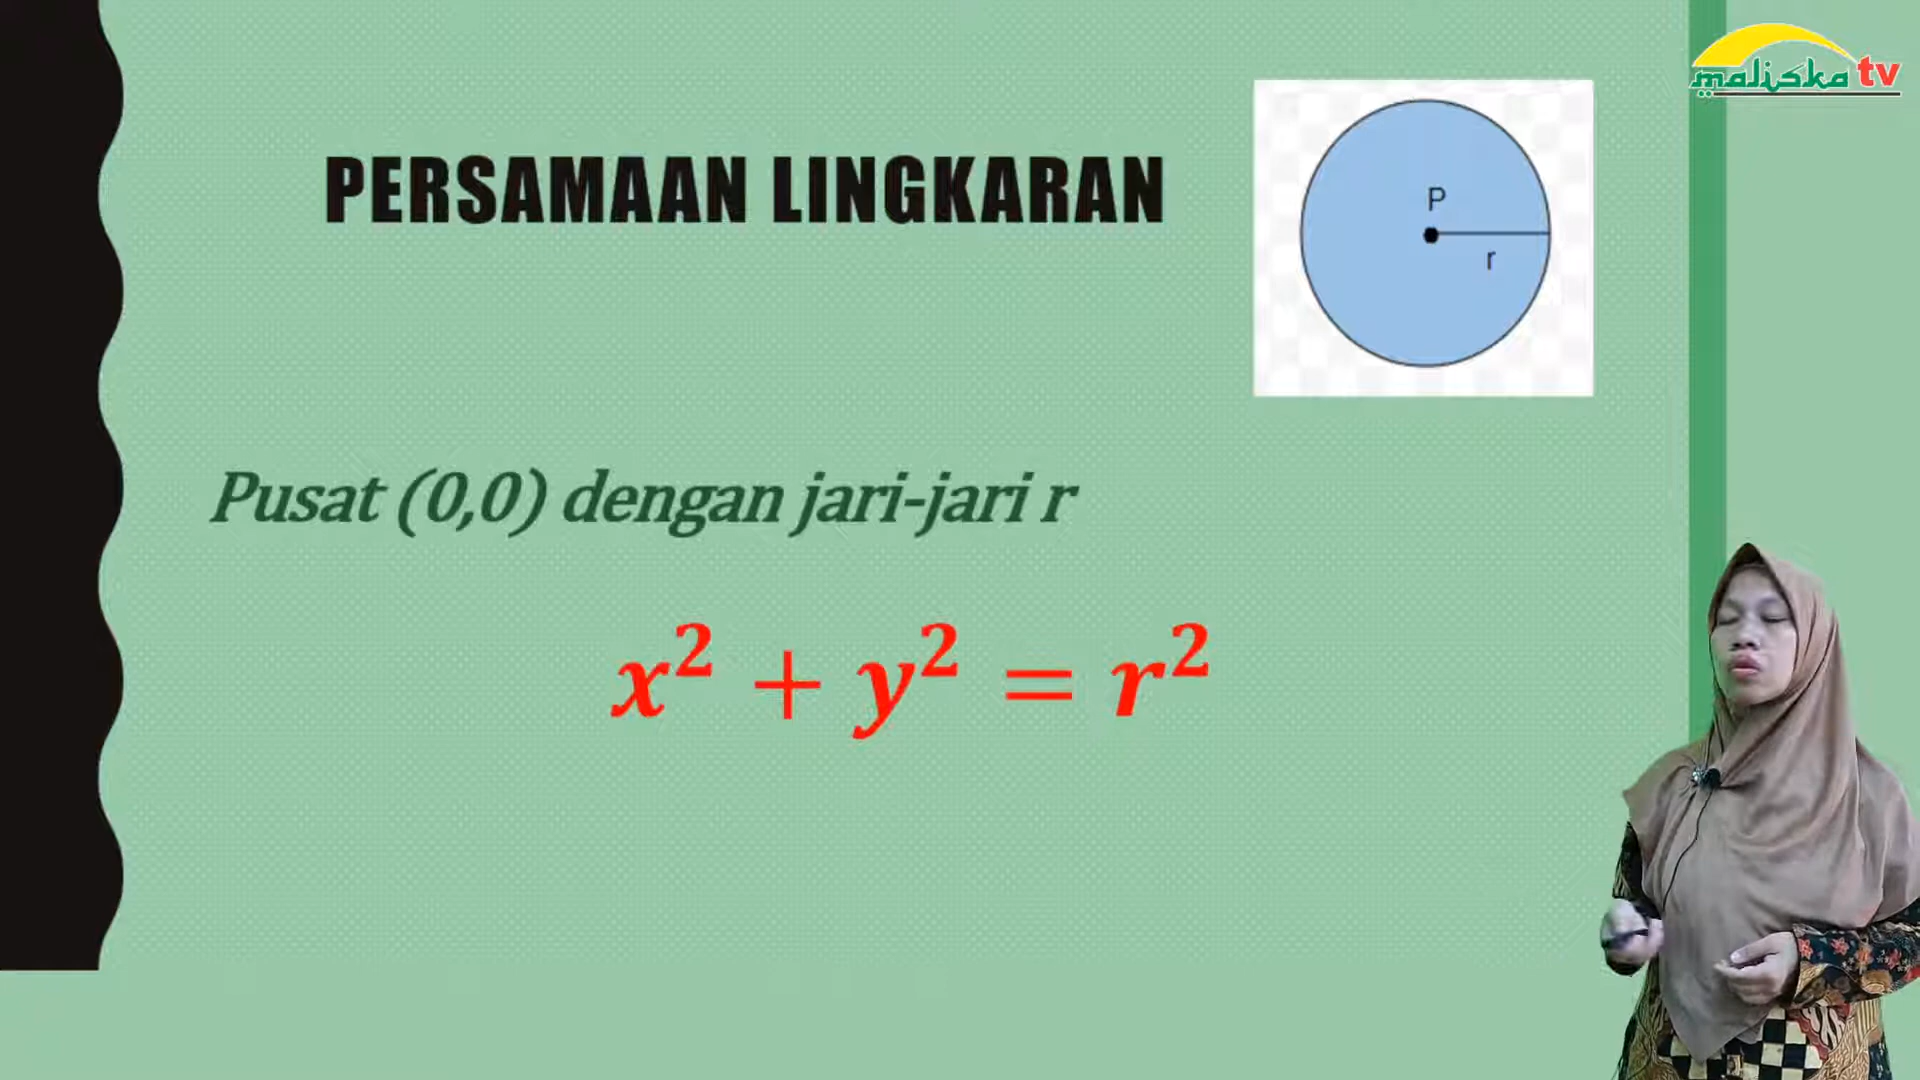 maliska tv
PERSAMAAN LINGKARAN
P
r
Pusat (0,0) dengan jari-jari r
x² + y² = r²